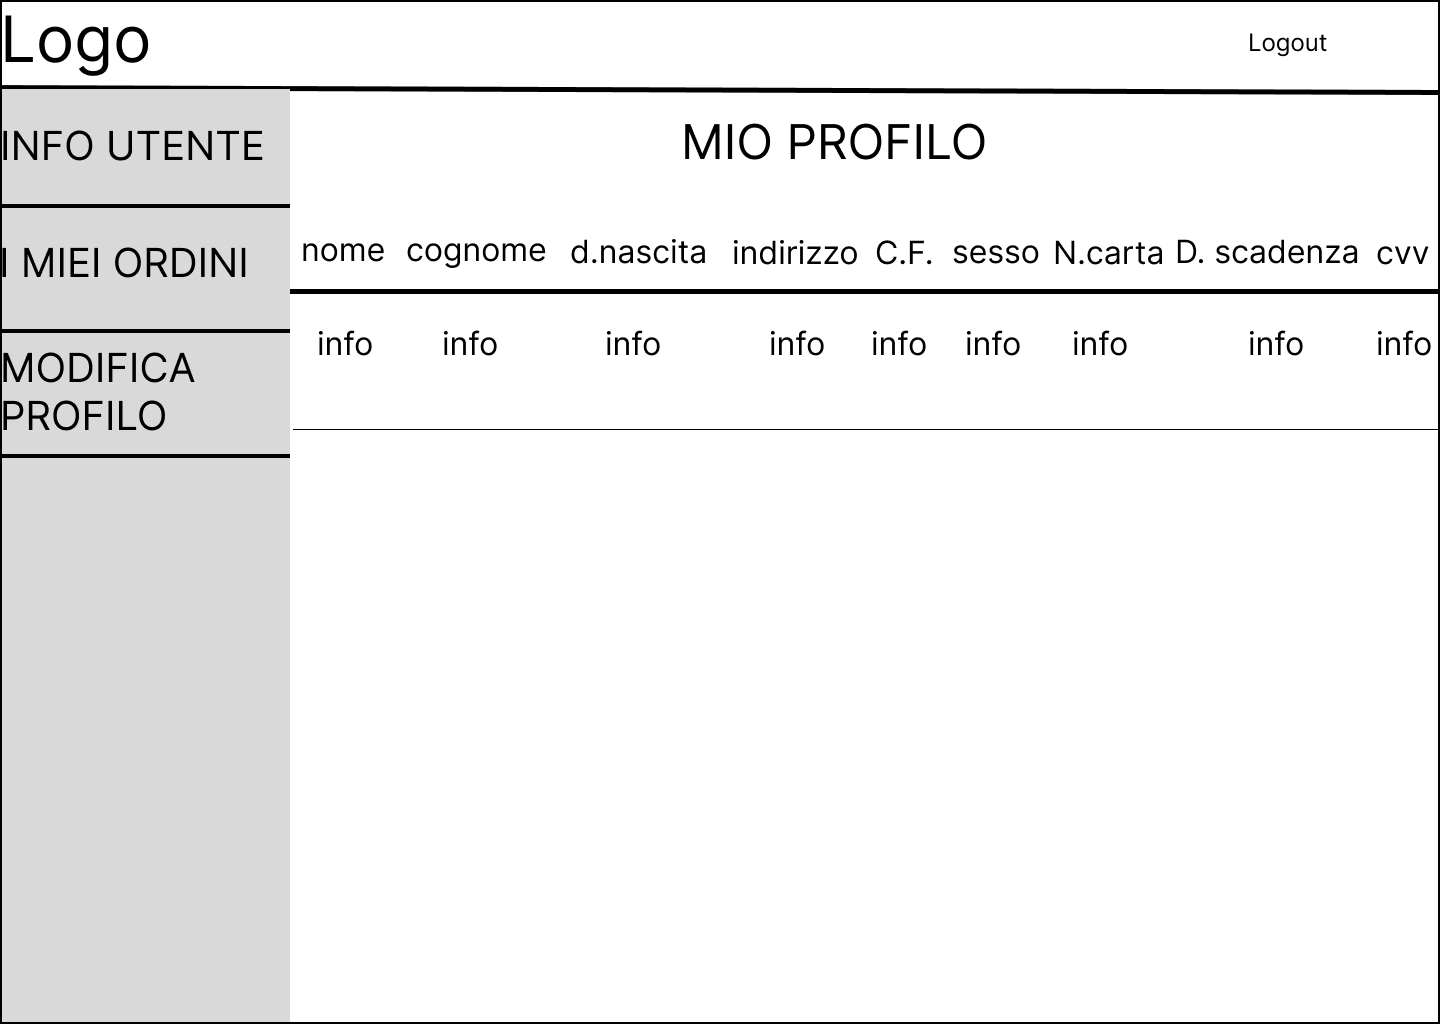 Logo
Logout
INFO UTENTE
MIO PROFILO
I MIEI ORDINI
nome cognome d.nascita indirizzo C.F. sesso N.carta D. scadenza cvv
info info info info info info info info info
MODIFICA
PROFILO